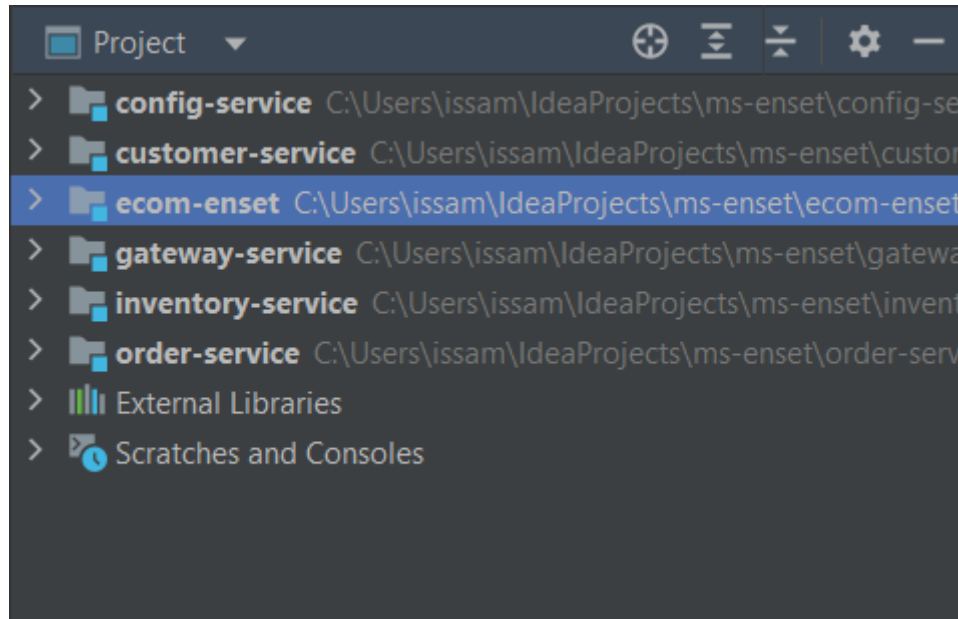 Project
config-service C:\Users\issam\IdeaProjects\ms-enset\config-se
customer-service C:\Users\issam\IdeaProjects\ms-enset\custor
ecom-enset C:\Users\issam\IdeaProjects\ms-enset\ecom-enset
gateway-service C:\Users\issam\IdeaProjects\ms-enset\gatewa
inventory-service C:\Users\issam\IdeaProjects\ms-enset\invent
order-service C:\Users\issam\IdeaProjects\ms-enset\order-serv
External Libraries
Scratches and Consoles